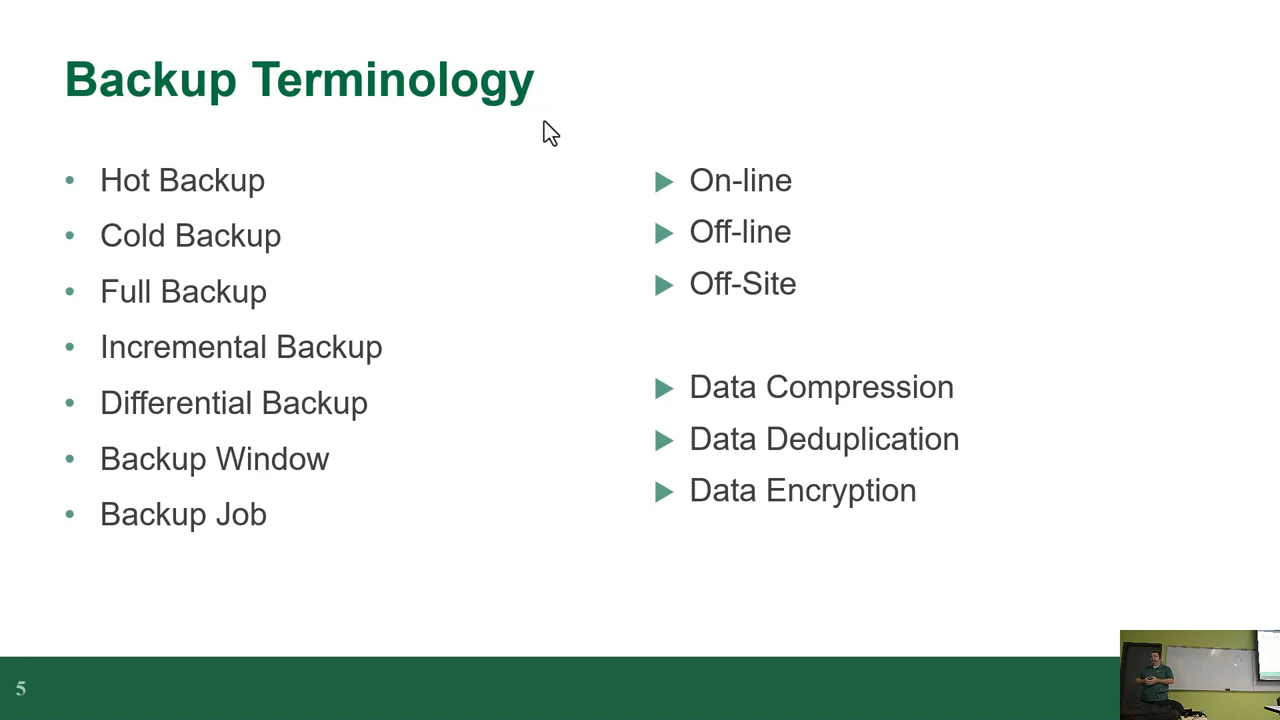 Backup Terminology
Hot Backup
Cold Backup
Full Backup
Incremental Backup
Differential Backup
Backup Window
Backup Job
On-line
Off-line
Off-Site
Data Compression
Data Deduplication
Data Encryption
5